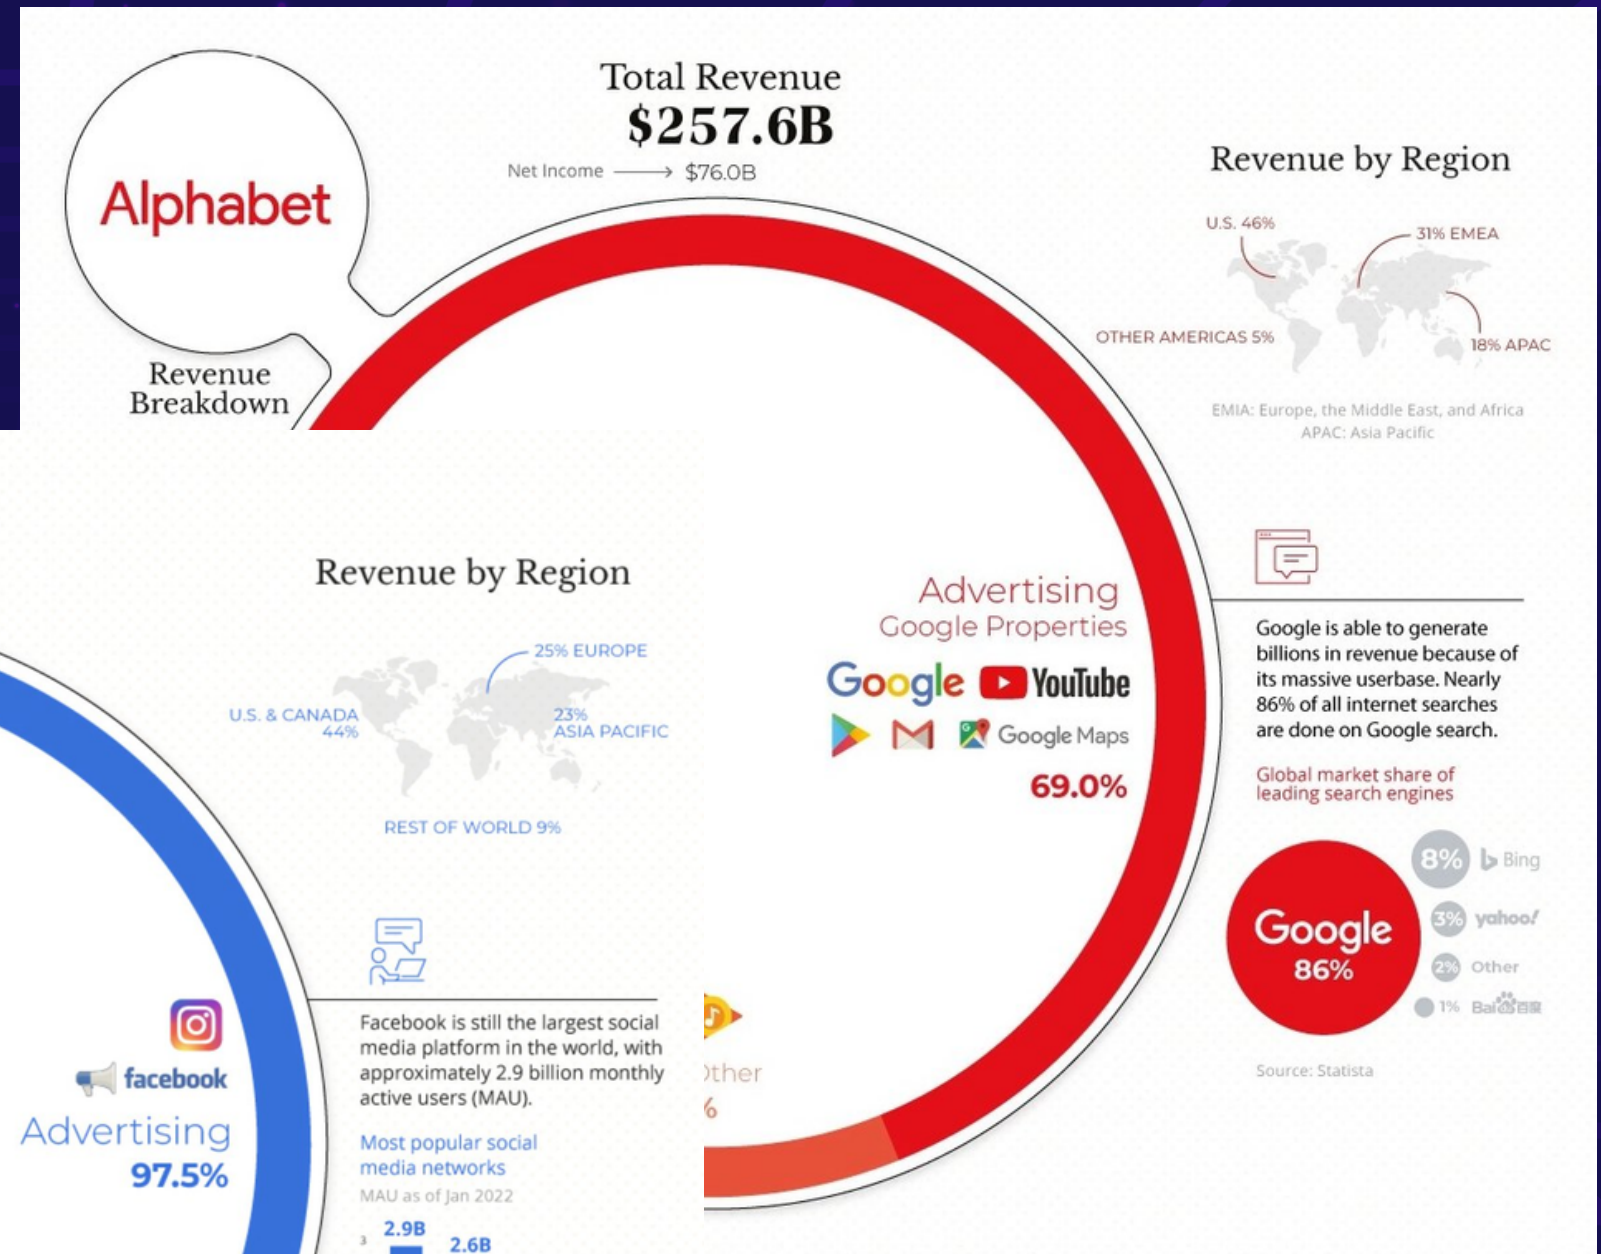 Alphabet
Revenue
Breakdown
Total Revenue
$257.6B
Net Income
$76.0B
Revenue by Region
U.S. 46%
31% EMEA
OTHER AMERICAS 5%
18% APAC
EMIA: Europe, the Middle East, and Africa
APAC: Asia Pacific
Advertising
Google Properties
Google YouTube
Google Maps
69.0%
Google is able to generate
billions in revenue because of
its massive userbase. Nearly
86% of all internet searches
are done on Google search.
Global market share of
leading search engines
Google
86%
8% Bing
3% yahoo!
2% Other
1% Bai 百度
Source: Statista
Other
%
Revenue by Region
25% EUROPE
U.S. & CANADA
44%
23%
ASIA PACIFIC
REST OF WORLD 9%
facebook
Advertising
97.5%
Facebook is still the largest social
media platform in the world, with
approximately 2.9 billion monthly
active users (MAU).
Most popular social
media networks
MAU as of Jan 2022
3
2.9B
2.6B